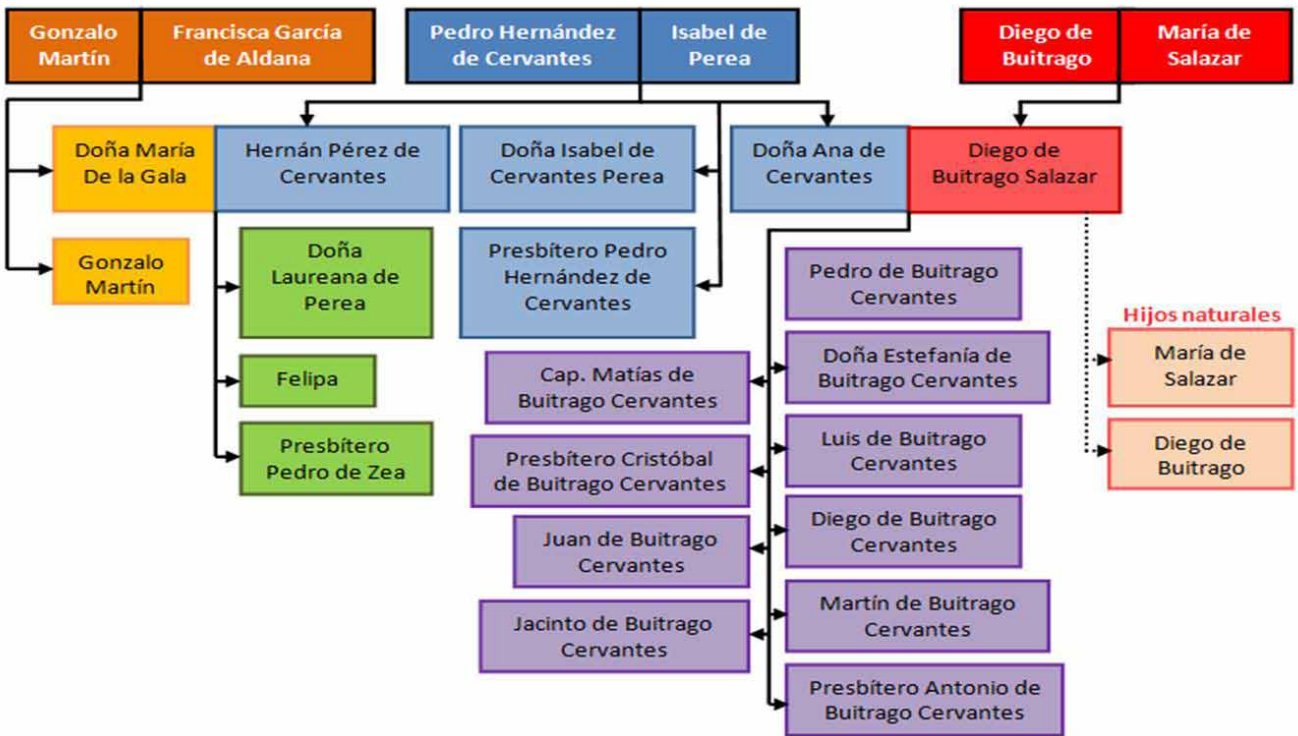 Gonzalo
Martín
Francisca García
de Aldana
Pedro Hernández
de Cervantes
Isabel de
Perea
Diego de
Buitrago
María de
Salazar
Doña María
De la Gala
Hernán Pérez de
Cervantes
Doña Isabel de
Cervantes Perea
Doña Ana de
Cervantes
Diego de
Buitrago Salazar
Gonzalo
Martín
Doña
Laureana de
Perea
Presbítero Pedro
Hernández de
Cervantes
Pedro de Buitrago
Cervantes
Hijos naturales
Felipa
Cap. Matías de
Buitrago Cervantes
Doña Estefanía de
Buitrago Cervantes
María de
Salazar
Presbítero
Pedro de Zea
Presbítero Cristóbal
de Buitrago Cervantes
Luis de Buitrago
Cervantes
Diego de
Buitrago
Juan de Buitrago
Cervantes
Diego de Buitrago
Cervantes
Jacinto de Buitrago
Cervantes
Martín de Buitrago
Cervantes
Presbítero Antonio de
Buitrago Cervantes